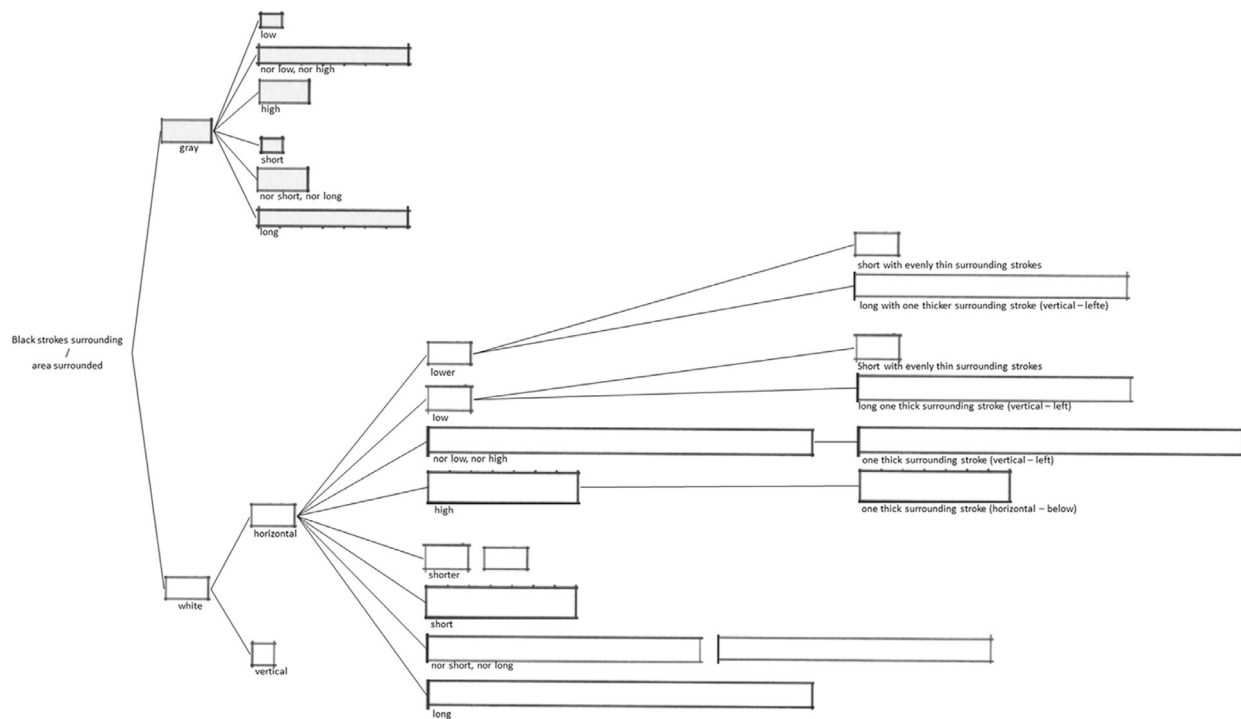 low
nor low, nor high
high
gray
short
nor short, nor long
long
short with evenly thin surrounding strokes
long with one thicker surrounding stroke (vertical – lefte)
Black strokes surrounding
/
area surrounded
lower
Short with evenly thin surrounding strokes
low
long one thick surrounding stroke (vertical – left)
nor low, nor high
one thick surrounding stroke (vertical – left)
high
one thick surrounding stroke (horizontal – below)
horizontal
shorter
white
short
vertical
nor short, nor long
long